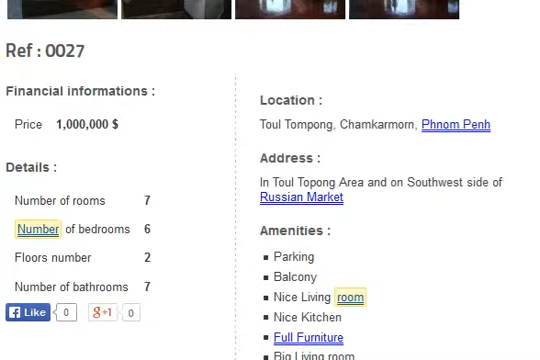 Ref : 0027
Financial informations :
Price 1,000,000 $
Details :
Number of rooms 7
Number of bedrooms 6
Floors number 2
Number of bathrooms 7
Like 0 g+1 0
Location :
Toul Tompong, Chamkarmorn, Phnom Penh
Address :
In Toul Topong Area and on Southwest side of
Russian Market
Amenities :
Parking
Balcony
Nice Living room
Nice Kitchen
Full Furniture
Big Living room